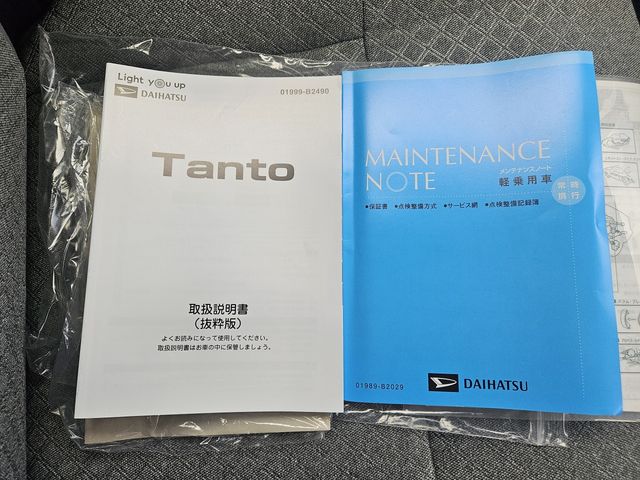 Light you up
DAIHATSU
01999-B2490
Tanto
取扱説明書
（抜粋版）
よくお読みになって使用してください。
取扱説明書はお車の中に保管しましょう。
MAINTENANCE
NOTE
メンテナンスノート
軽乗用車
常時
携行
●保証書 ●点検整備方式 ●サービス網 ●点検整備記録簿
01989-B2029
DAIHATSU